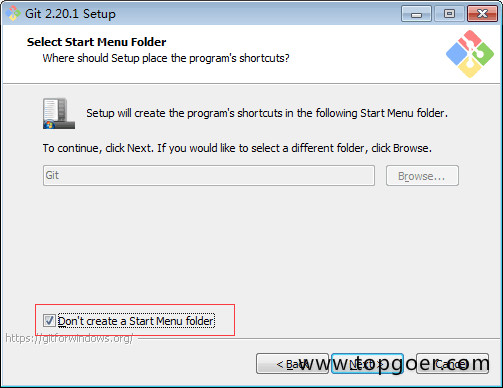 Git 2.20.1 Setup
Select Start Menu Folder
Where should Setup place the program's shortcuts?
Setup will create the program's shortcuts in the following Start Menu folder.
To continue, click Next. If you would like to select a different folder, click Browse.
Git
Browse...
Don't create a Start Menu folder
https://gitforwindows.org/
< Back
Next >
Cancel
www.topgoer.com